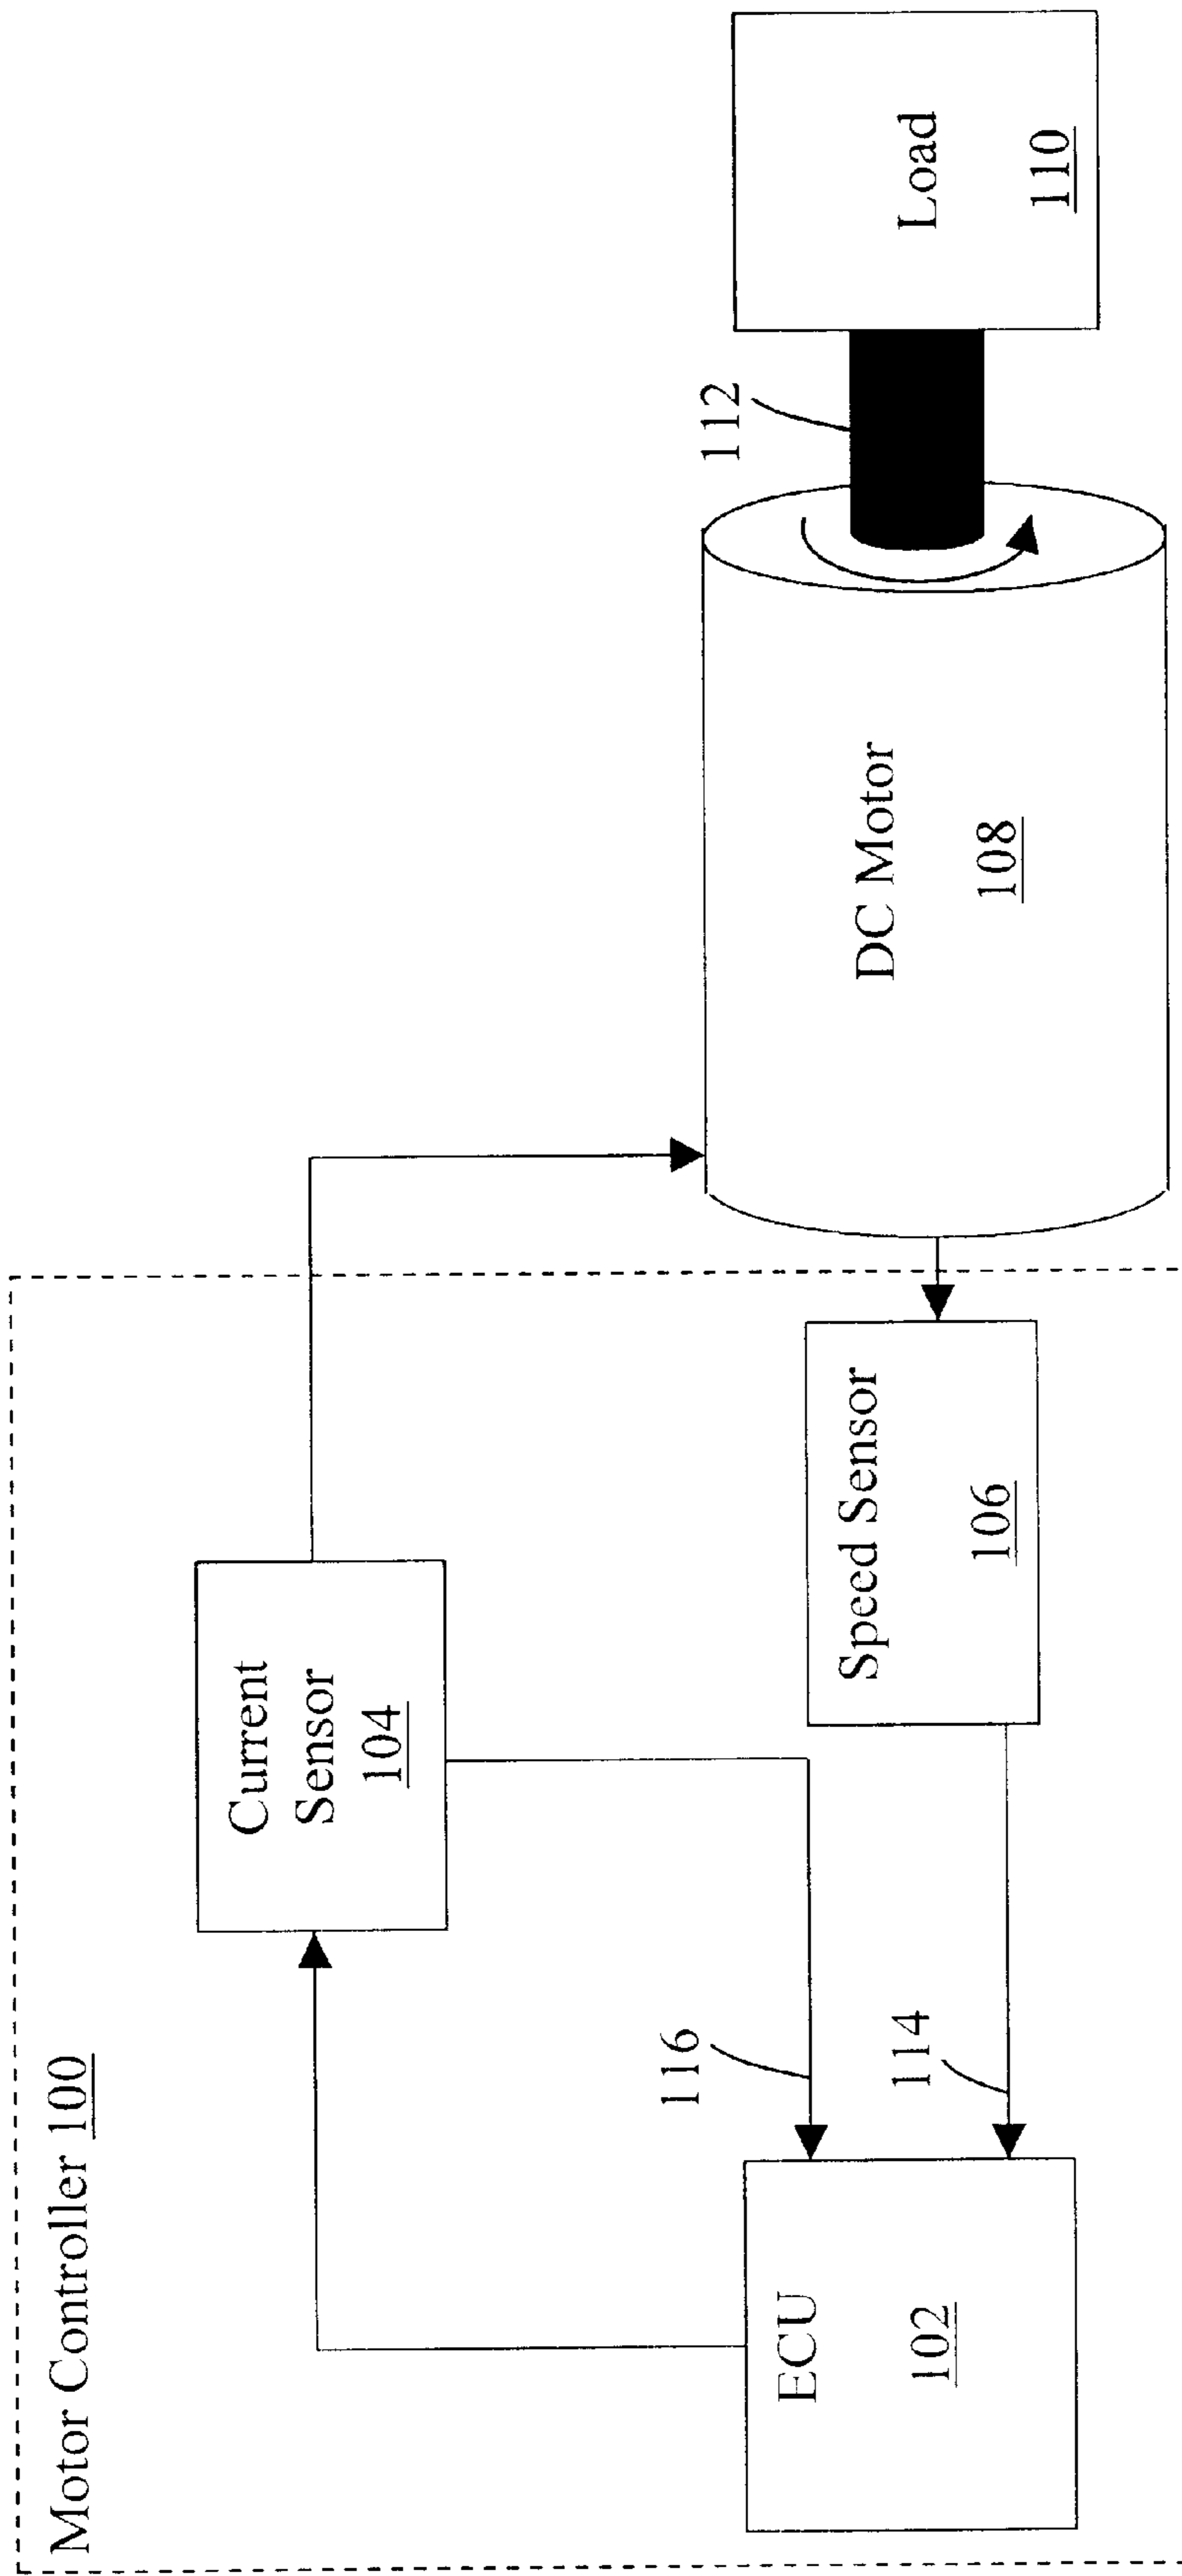 Motor Controller 100
Current
Sensor
104
116
114
ECU
102
Speed Sensor
106
DC Motor
108
112
Load
110